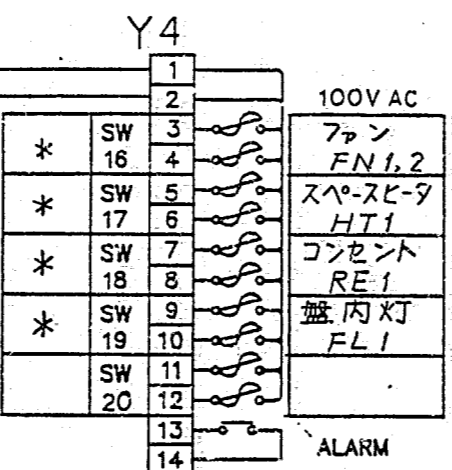 Y4
1
2 100V AC
* SW 16 3 ファン
4 FN1,2
* SW 17 5 スペースヒータ
6 HT1
* SW 18 7 コンセント
8 RE1
* SW 19 9 盤内灯
10 FL1
SW 20 11
12
13
14 ALARM